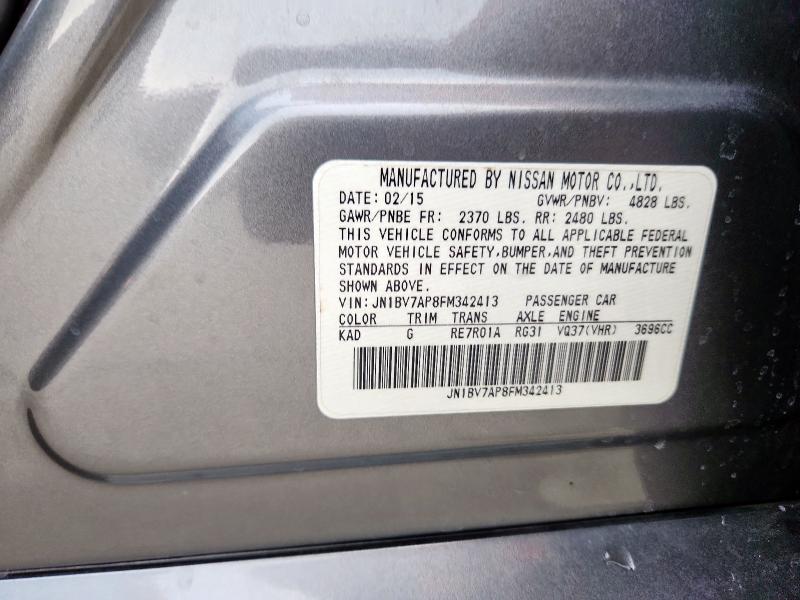 MANUFACTURED BY NISSAN MOTOR CO.,LTD.
DATE: 02/15 GVWR/PNBV: 4828 LBS.
GAWR/PNBE FR: 2370 LBS. RR: 2480 LBS.
THIS VEHICLE CONFORMS TO ALL APPLICABLE FEDERAL
MOTOR VEHICLE SAFETY,BUMPER,AND THEFT PREVENTION
STANDARDS IN EFFECT ON THE DATE OF MANUFACTURE
SHOWN ABOVE.
VIN: JN1BV7AP8FM342413 PASSENGER CAR
COLOR TRIM TRANS AXLE ENGINE
KAD G RE7R01A RG31 VQ37(VHR) 3696CC
JN1BV7AP8FM342413